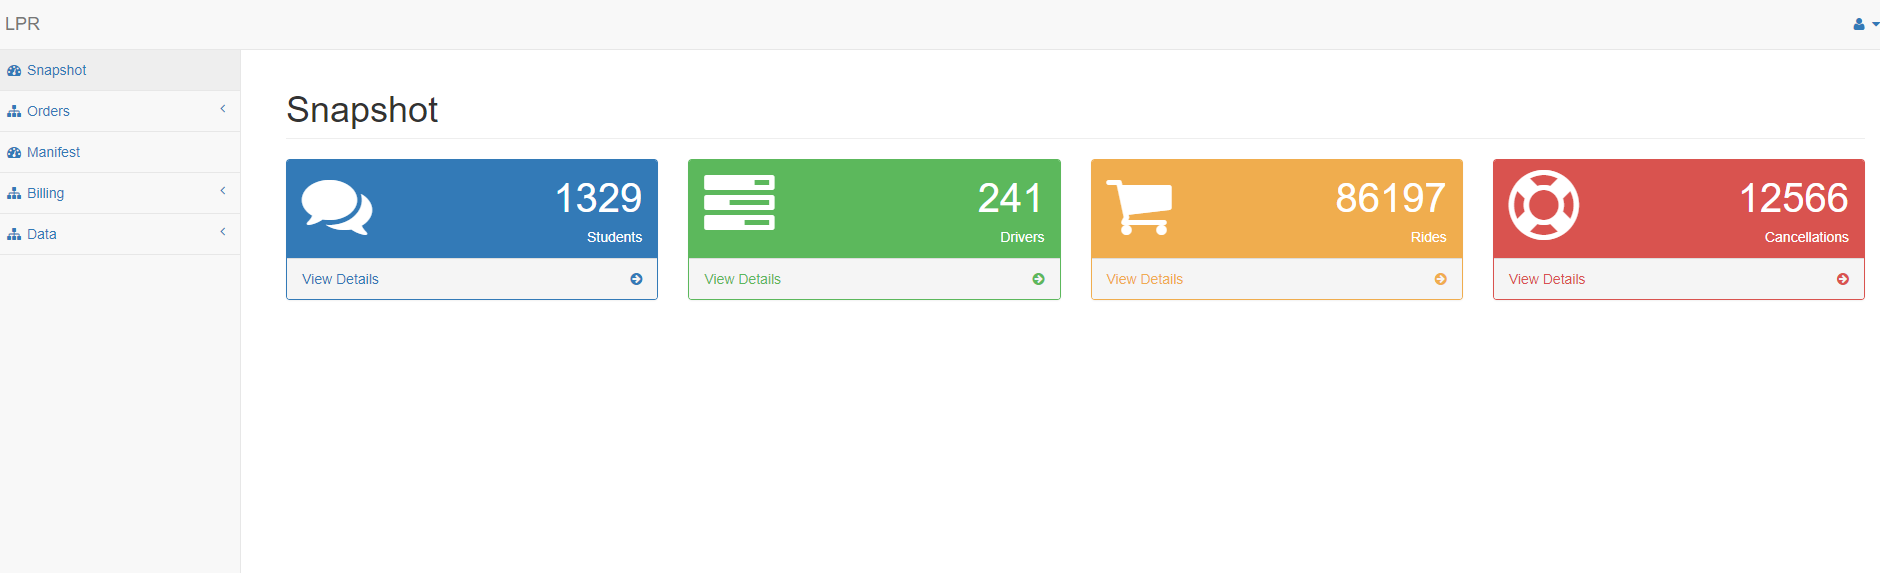 LPR
Snapshot
Orders
Manifest
Billing
Data
Snapshot
1329
Students
View Details
241
Drivers
View Details
86197
Rides
View Details
12566
Cancellations
View Details